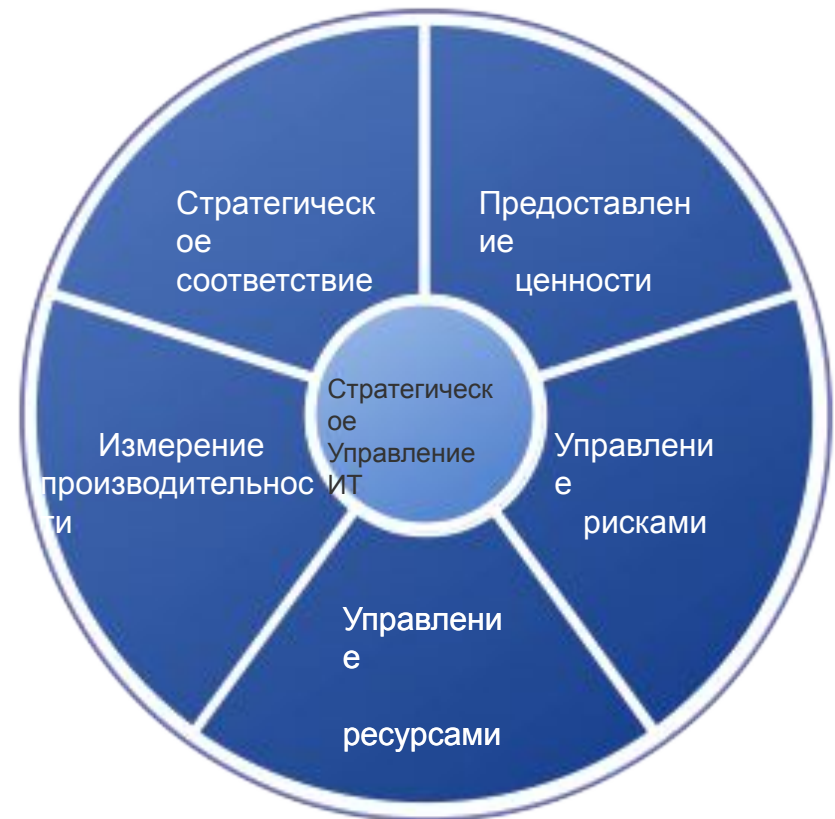 Стратегическ
ое
соответствие
Предоставлен
ие
ценности
Стратегическ
ое
Управление
ИТ
Измерение
производительнос
ти
Управлени
е
рисками
Управлени
е
ресурсами